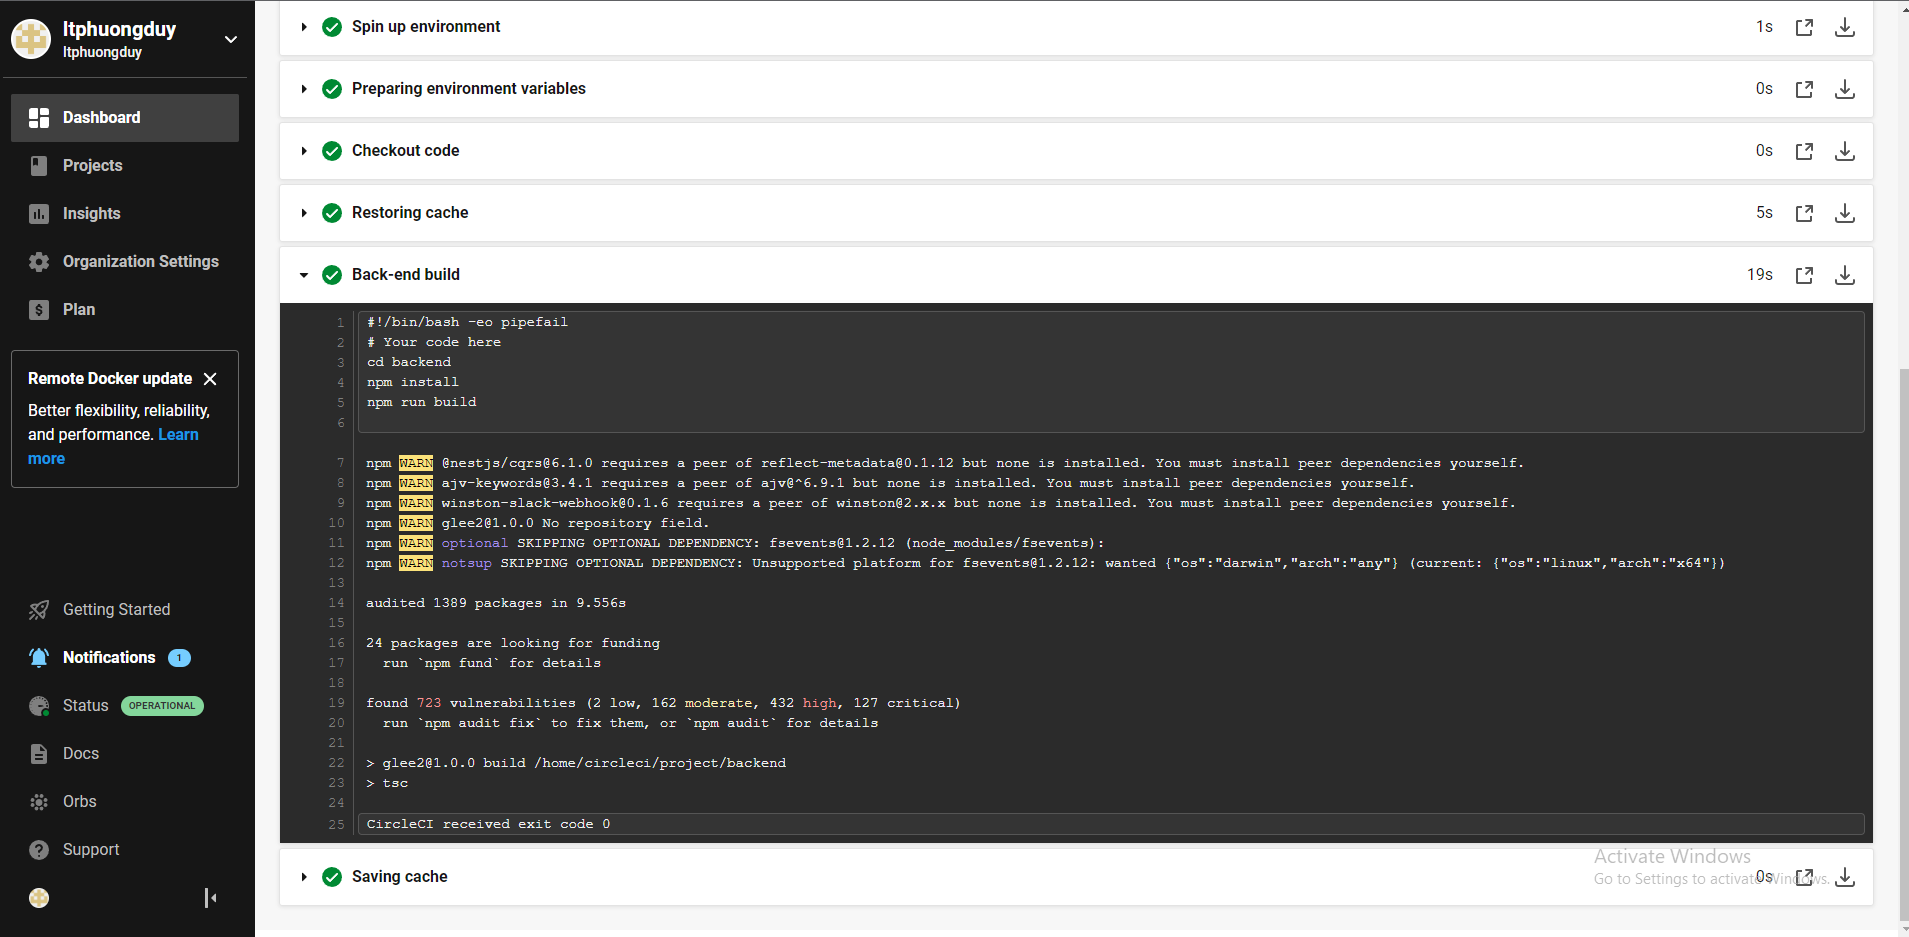 ltphuongduy
ltphuongduy
Dashboard
Projects
Insights
Organization Settings
Plan
Remote Docker update
Better flexibility, reliability,
and performance. Learn
more
Getting Started
Notifications 1
Status OPERATIONAL
Docs
Orbs
Support
Spin up environment 1s
Preparing environment variables 0s
Checkout code 0s
Restoring cache 5s
Back-end build 19s
1 #!/bin/bash -eo pipefail
2 # Your code here
3 cd backend
4 npm install
5 npm run build
6
7 npm WARN @nestjs/cqrs@6.1.0 requires a peer of reflect-metadata@0.1.12 but none is installed. You must install peer dependencies yourself.
8 npm WARN ajv-keywords@3.4.1 requires a peer of ajv@^6.9.1 but none is installed. You must install peer dependencies yourself.
9 npm WARN winston-slack-webhook@0.1.6 requires a peer of winston@2.x.x but none is installed. You must install peer dependencies yourself.
10 npm WARN glee2@1.0.0 No repository field.
11 npm WARN optional SKIPPING OPTIONAL DEPENDENCY: fsevents@1.2.12 (node_modules/fsevents):
12 npm WARN notsup SKIPPING OPTIONAL DEPENDENCY: Unsupported platform for fsevents@1.2.12: wanted {"os":"darwin","arch":"any"} (current: {"os":"linux","arch":"x64"})
13
14 audited 1389 packages in 9.556s
15
16 24 packages are looking for funding
17 run `npm fund` for details
18
19 found 723 vulnerabilities (2 low, 162 moderate, 432 high, 127 critical)
20 run `npm audit fix` to fix them, or `npm audit` for details
21
22 > glee2@1.0.0 build /home/circleci/project/backend
23 > tsc
24
25 CircleCI received exit code 0
Saving cache 0s
Activate Windows
Go to Settings to activate Windows.